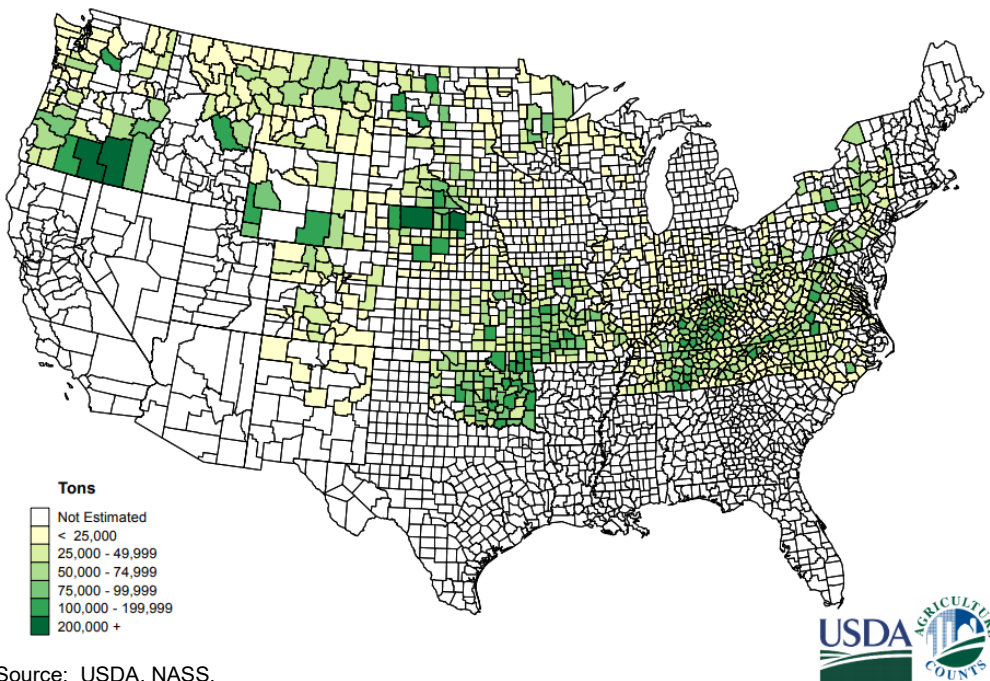 Tons
Not Estimated
< 25,000
25,000 - 49,999
50,000 - 74,999
75,000 - 99,999
100,000 - 199,999
200,000 +
USDA
AGRICULTURE
COUNTS
Source: USDA, NASS.